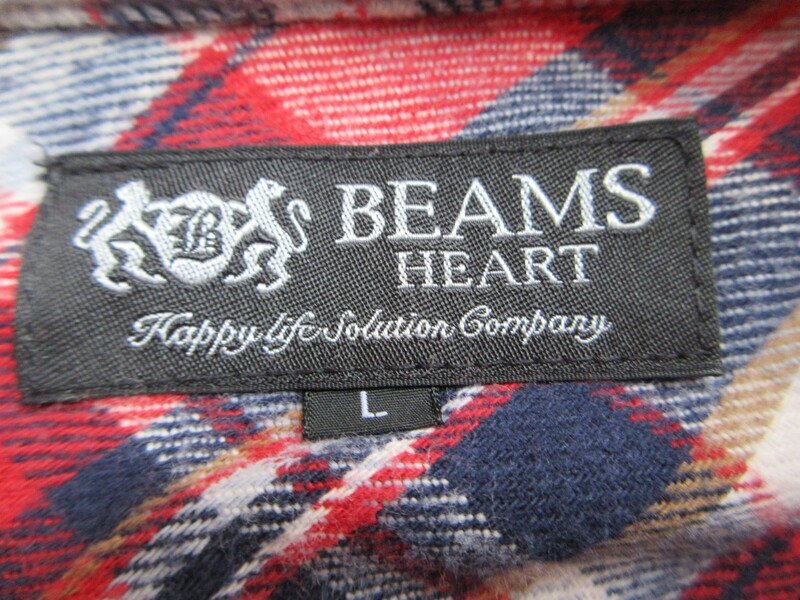 B
BEAMS
HEART
Happy life Solution Company
L